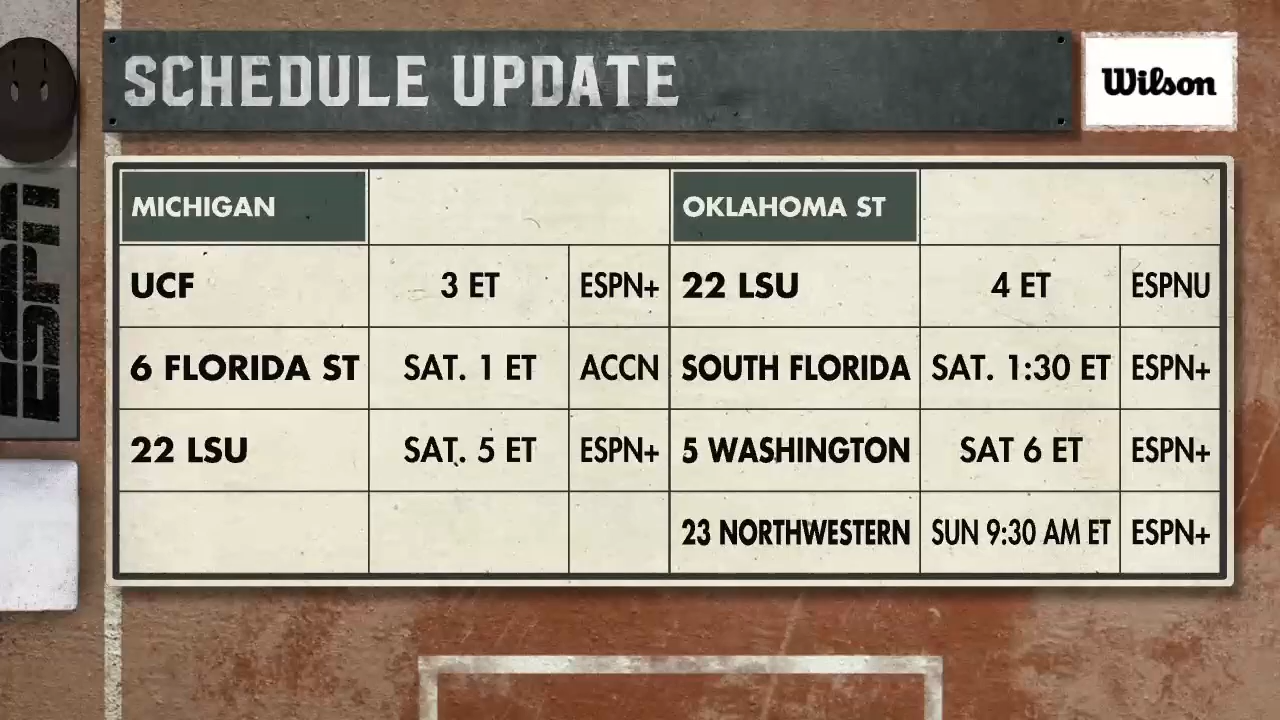 SCHEDULE UPDATE
Wilson
MICHIGAN
UCF 3 ET ESPN+
6 FLORIDA ST SAT. 1 ET ACCN
22 LSU SAT. 5 ET ESPN+
OKLAHOMA ST
22 LSU 4 ET ESPNU
SOUTH FLORIDA SAT. 1:30 ET ESPN+
5 WASHINGTON SAT 6 ET ESPN+
23 NORTHWESTERN SUN 9:30 AM ET ESPN+
ESPN